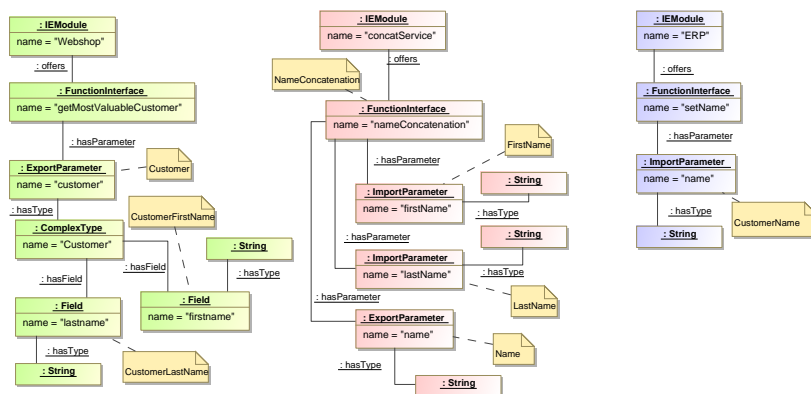 : IEModule
name = "Webshop"
: offers
: FunctionInterface
name = "getMostValuableCustomer"
: hasParameter
: ExportParameter
name = "customer"
Customer
: hasType
CustomerFirstName
: ComplexType
name = "Customer"
: String
: hasField
: hasField
: hasType
: Field
name = "lastname"
: Field
name = "firstname"
: hasType
: String
CustomerLastName
: IEModule
name = "concatService"
: offers
NameConcatenation
: FunctionInterface
name = "nameConcatenation"
FirstName
: hasParameter
: ImportParameter
name = "firstName"
: String
: hasType
: hasParameter
: String
: ImportParameter
name = "lastName"
: hasType
: hasParameter
LastName
: ExportParameter
name = "name"
Name
: hasType
: String
: IEModule
name = "ERP"
: offers
: FunctionInterface
name = "setName"
: hasParameter
: ImportParameter
name = "name"
: hasType
CustomerName
: String